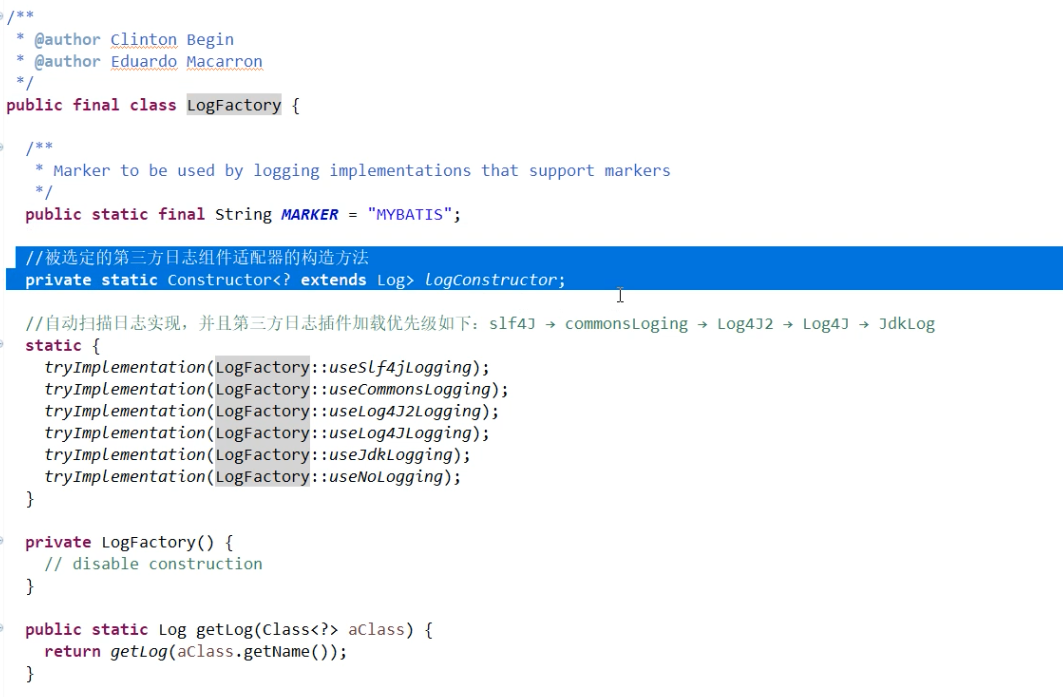 /**
 * @author Clinton Begin
 * @author Eduardo Macarron
 */
public final class LogFactory {
/**
 * Marker to be used by logging implementations that support markers
 */
public static final String MARKER = "MYBATIS";
//被选定的第三方日志组件适配器的构造方法
private static Constructor<? extends Log> logConstructor;
//自动扫描日志实现，并且第三方日志插件加载优先级如下：slf4J → commonsLoging → Log4J2 → Log4J → JdkLog
static {
tryImplementation(LogFactory::useSlf4jLogging);
tryImplementation(LogFactory::useCommonsLogging);
tryImplementation(LogFactory::useLog4J2Logging);
tryImplementation(LogFactory::useLog4JLogging);
tryImplementation(LogFactory::useJdkLogging);
tryImplementation(LogFactory::useNoLogging);
}
private LogFactory() {
// disable construction
}
public static Log getLog(Class<?> aClass) {
return getLog(aClass.getName());
}